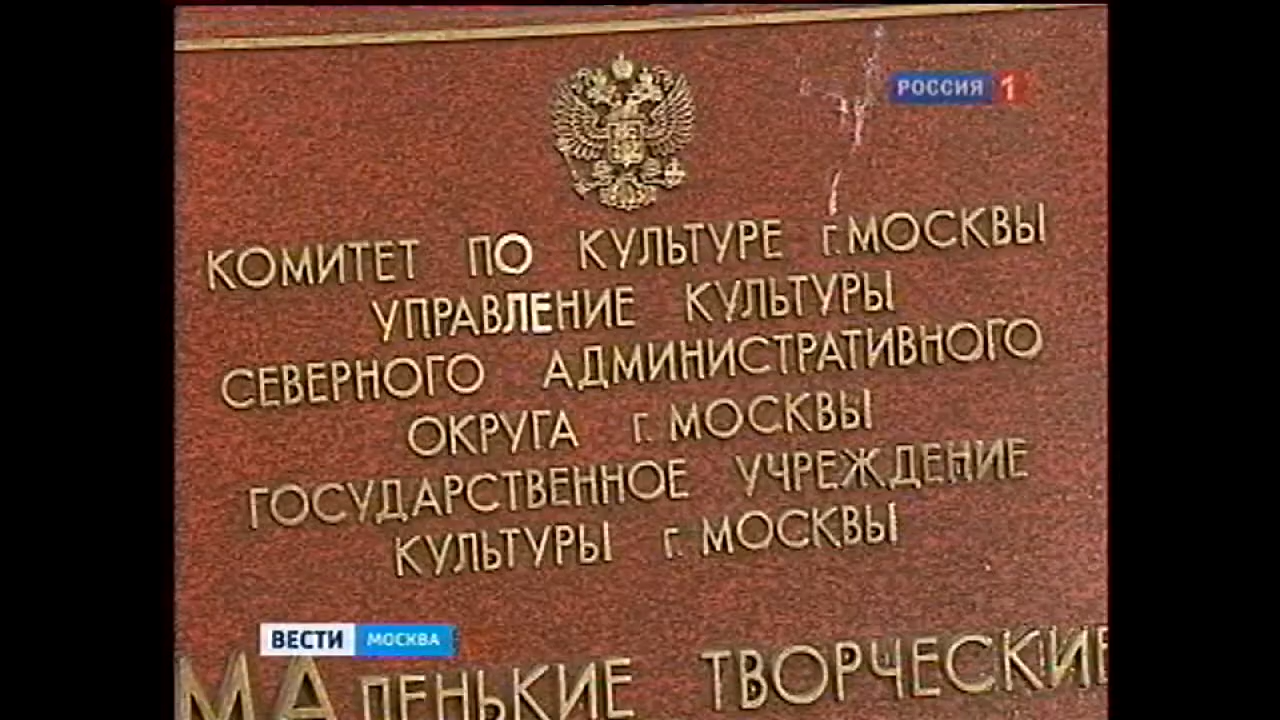 РОССИЯ 1
КОМИТЕТ ПО КУЛЬТУРЕ г. МОСКВЫ
УПРАВЛЕНИЕ КУЛЬТУРЫ
СЕВЕРНОГО АДМИНИСТРАТИВНОГО
ОКРУГА г. МОСКВЫ
ГОСУДАРСТВЕННОЕ УЧРЕЖДЕНИЕ
КУЛЬТУРЫ г. МОСКВЫ
ВЕСТИ МОСКВА
МАЛЕНЬКИЕ ТВОРЧЕСКИЕ